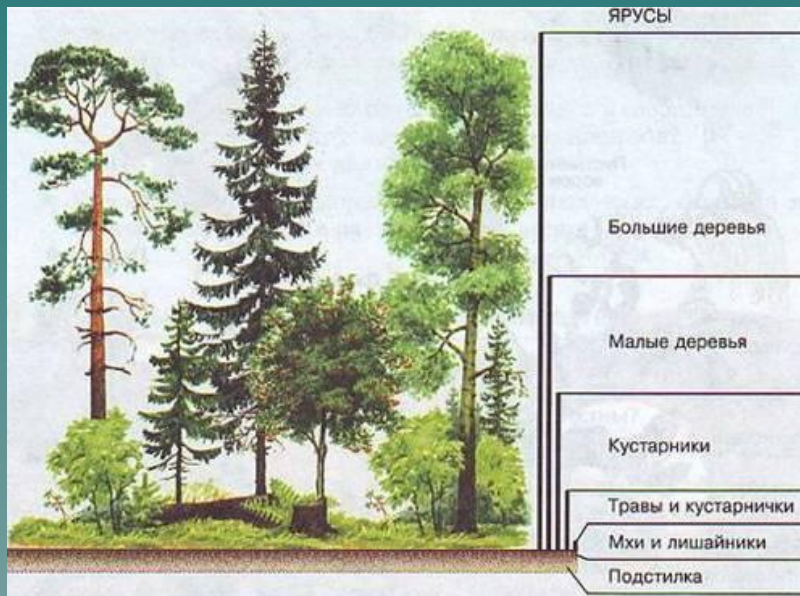 ЯРУСЫ
Большие деревья
Малые деревья
Кустарники
Травы и кустарнички
Мхи и лишайники
Подстилка